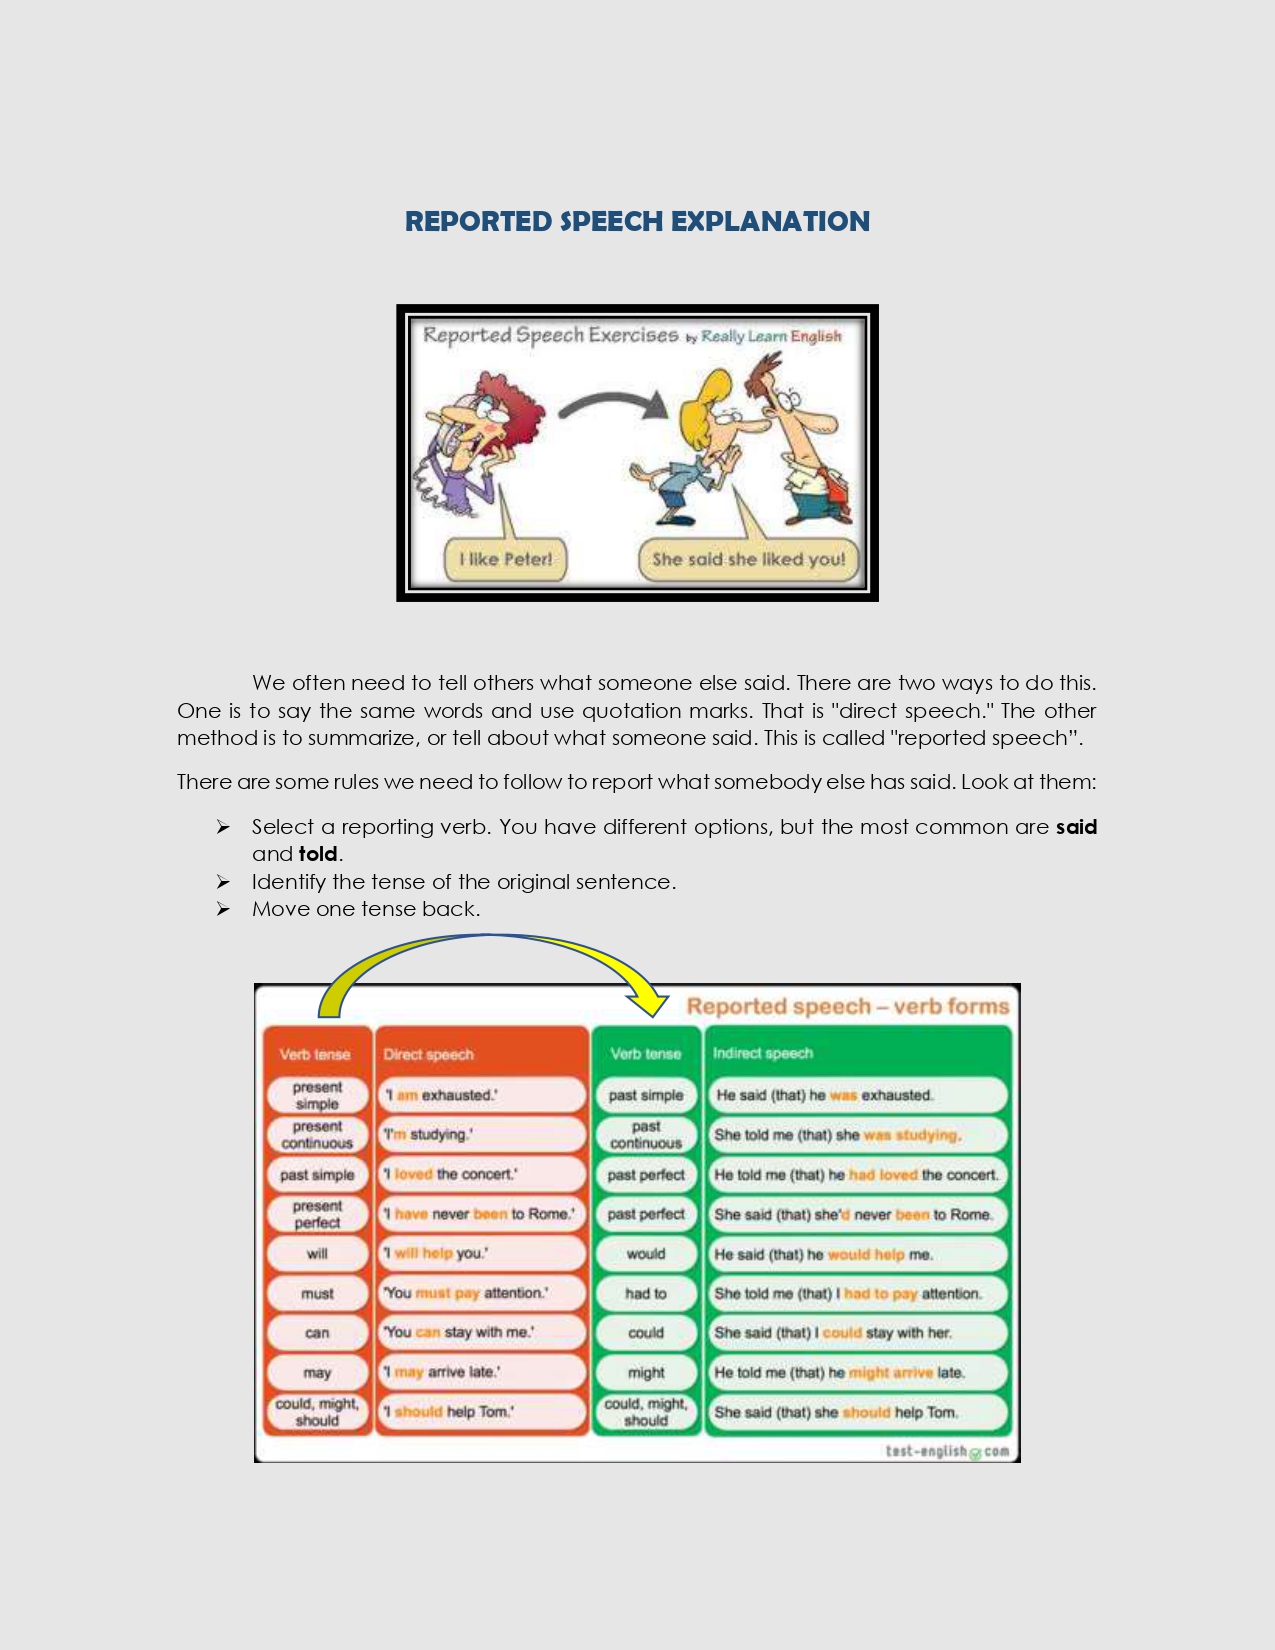 REPORTED SPEECH EXPLANATION
Reported Speech Exercises by Really Learn English
I like Peter!
She said she liked you!
We often need to tell others what someone else said. There are two ways to do this.
One is to say the same words and use quotation marks. That is "direct speech." The other
method is to summarize, or tell about what someone said. This is called "reported speech”.
There are some rules we need to follow to report what somebody else has said. Look at them:
➢ Select a reporting verb. You have different options, but the most common are said
and told.
➢ Identify the tense of the original sentence.
➢ Move one tense back.
Reported speech – verb forms
Verb tense Direct speech Verb tense Indirect speech
present simple 'I am exhausted.' past simple He said (that) he was exhausted.
present continuous 'I'm studying.' past continuous She told me (that) she was studying.
past simple 'I loved the concert.' past perfect He told me (that) he had loved the concert.
present perfect 'I have never been to Rome.' past perfect She said (that) she'd never been to Rome.
will 'I will help you.' would He said (that) he would help me.
must 'You must pay attention.' had to She told me (that) I had to pay attention.
can 'You can stay with me.' could She said (that) I could stay with her.
may 'I may arrive late.' might He told me (that) he might arrive late.
could, might, should 'I should help Tom.' could, might, should She said (that) she should help Tom.
test-english.com